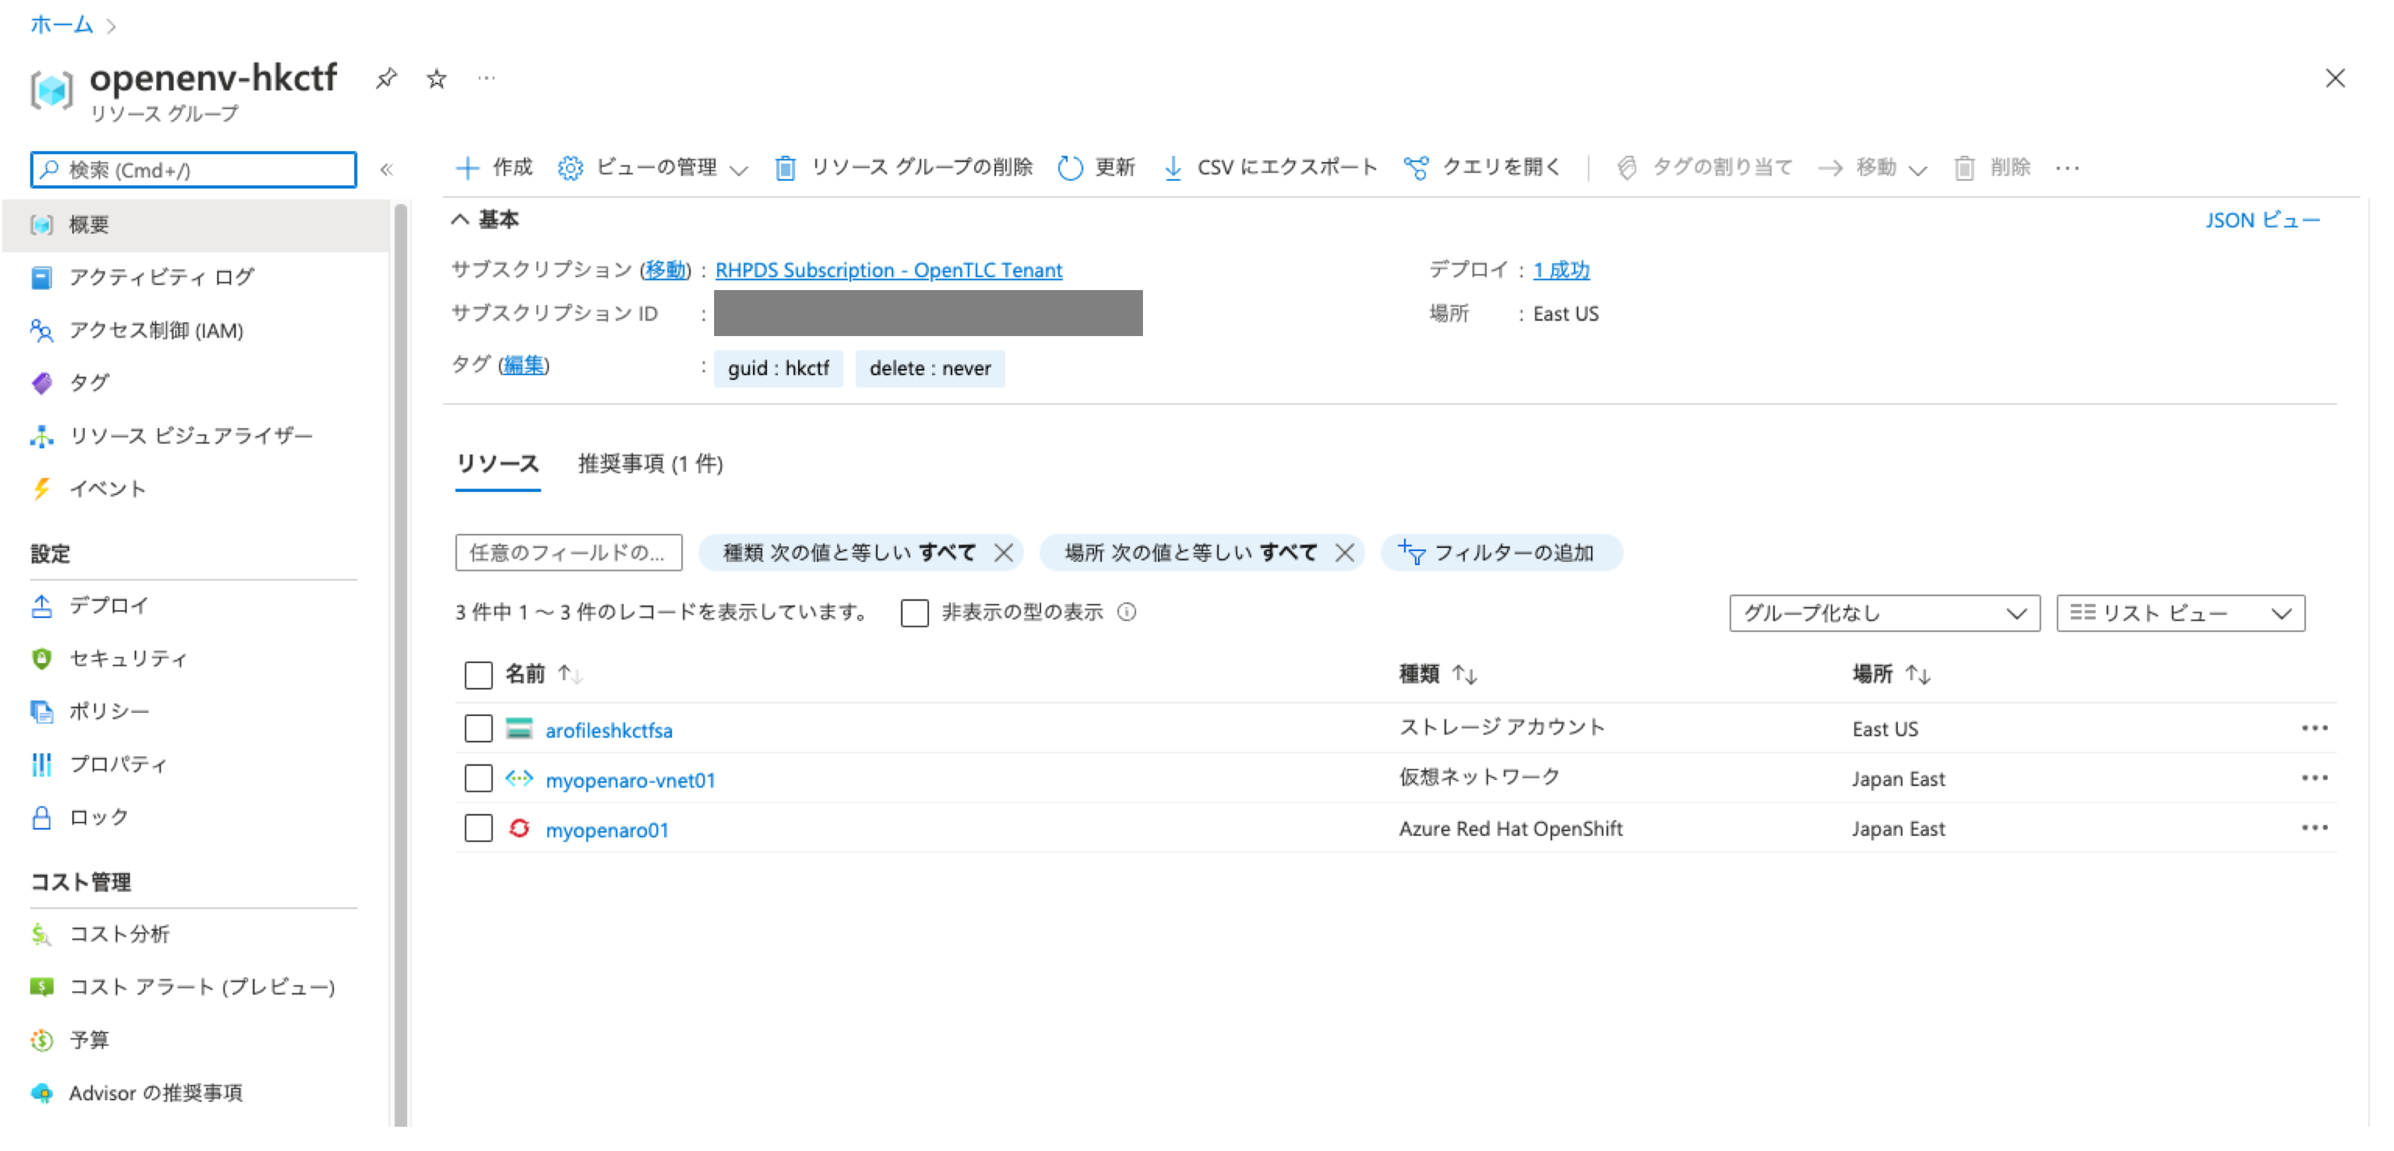 ホーム
openenv-hkctf
リソース グループ
検索 (Cmd+/)
作成 ビューの管理 リソース グループの削除 更新 CSV にエクスポート クエリを開く タグの割り当て 移動 削除
概要
アクティビティ ログ
アクセス制御 (IAM)
タグ
リソース ビジュアライザー
イベント
設定
デプロイ
セキュリティ
ポリシー
プロパティ
ロック
コスト管理
コスト分析
コスト アラート (プレビュー)
予算
Advisor の推奨事項
基本 JSON ビュー
サブスクリプション (移動) : RHPDS Subscription - OpenTLC Tenant デプロイ : 1 成功
サブスクリプション ID : 場所 : East US
タグ (編集) : guid : hkctf delete : never
リソース 推奨事項 (1 件)
任意のフィールドの... 種類 次の値と等しい すべて 場所 次の値と等しい すべて フィルターの追加
3 件中 1 ～ 3 件のレコードを表示しています。 非表示の型の表示 グループ化なし リスト ビュー
名前 種類 場所
arofileshkctfsa ストレージ アカウント East US
myopenaro-vnet01 仮想ネットワーク Japan East
myopenaro01 Azure Red Hat OpenShift Japan East